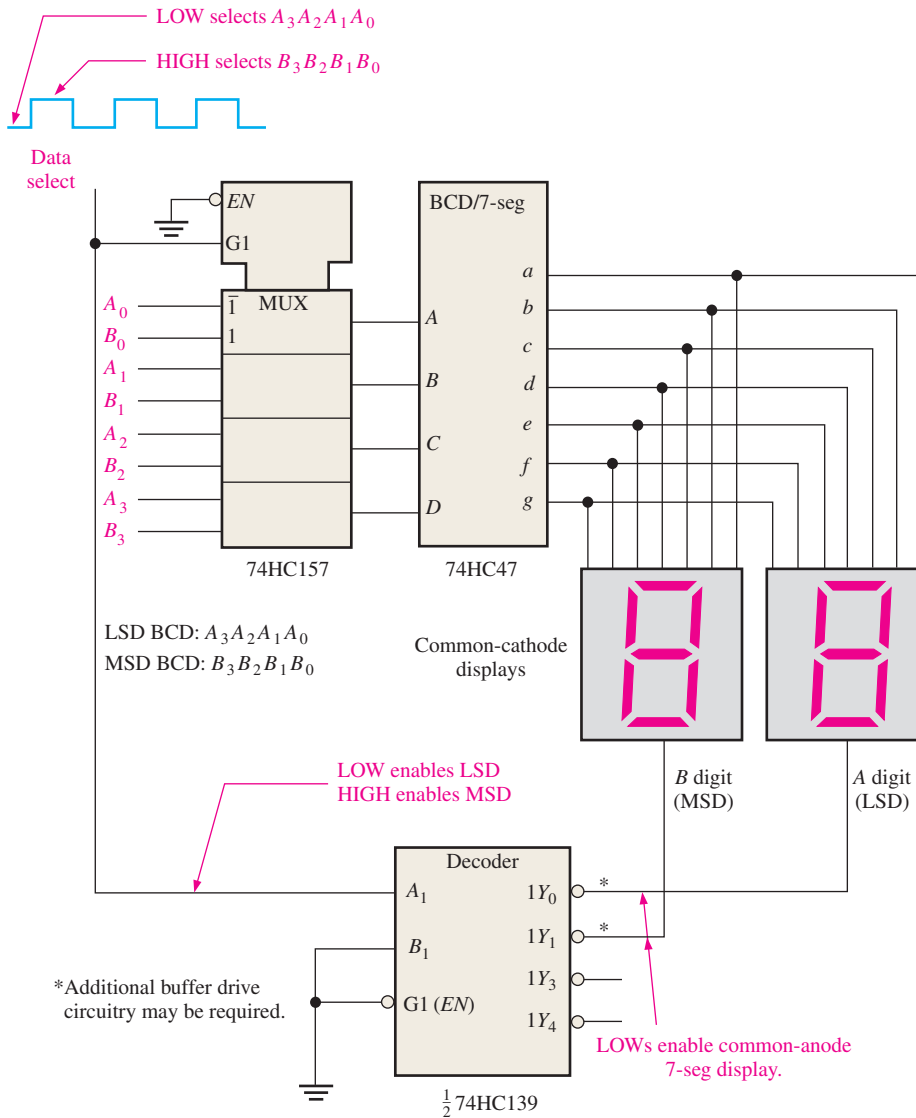 LOW selects A₃A₂A₁A₀
HIGH selects B₃B₂B₁B₀
Data
select
EN
G1
MUX
A₀
1̅
B₀
1
A₁
B₁
A₂
B₂
A₃
B₃
74HC157
BCD/7-seg
A
B
C
D
a
b
c
d
e
f
g
74HC47
LSD BCD: A₃A₂A₁A₀
MSD BCD: B₃B₂B₁B₀
Common-cathode
displays
B digit
(MSD)
A digit
(LSD)
LOW enables LSD
HIGH enables MSD
Decoder
A₁
B₁
G1 (EN)
1Y₀
*
1Y₁
*
1Y₃
1Y₄
*Additional buffer drive
circuitry may be required.
LOWs enable common-anode
7-seg display.
½ 74HC139